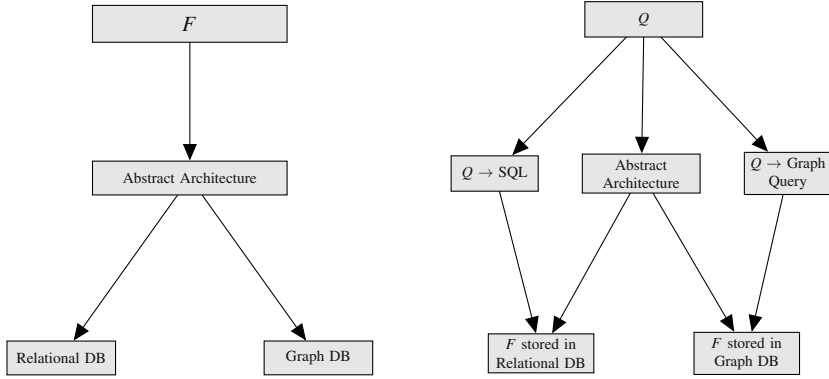 F
Abstract Architecture
Relational DB
Graph DB
Q
Q → SQL
Abstract
Architecture
Q → Graph
Query
F stored in
Relational DB
F stored in
Graph DB